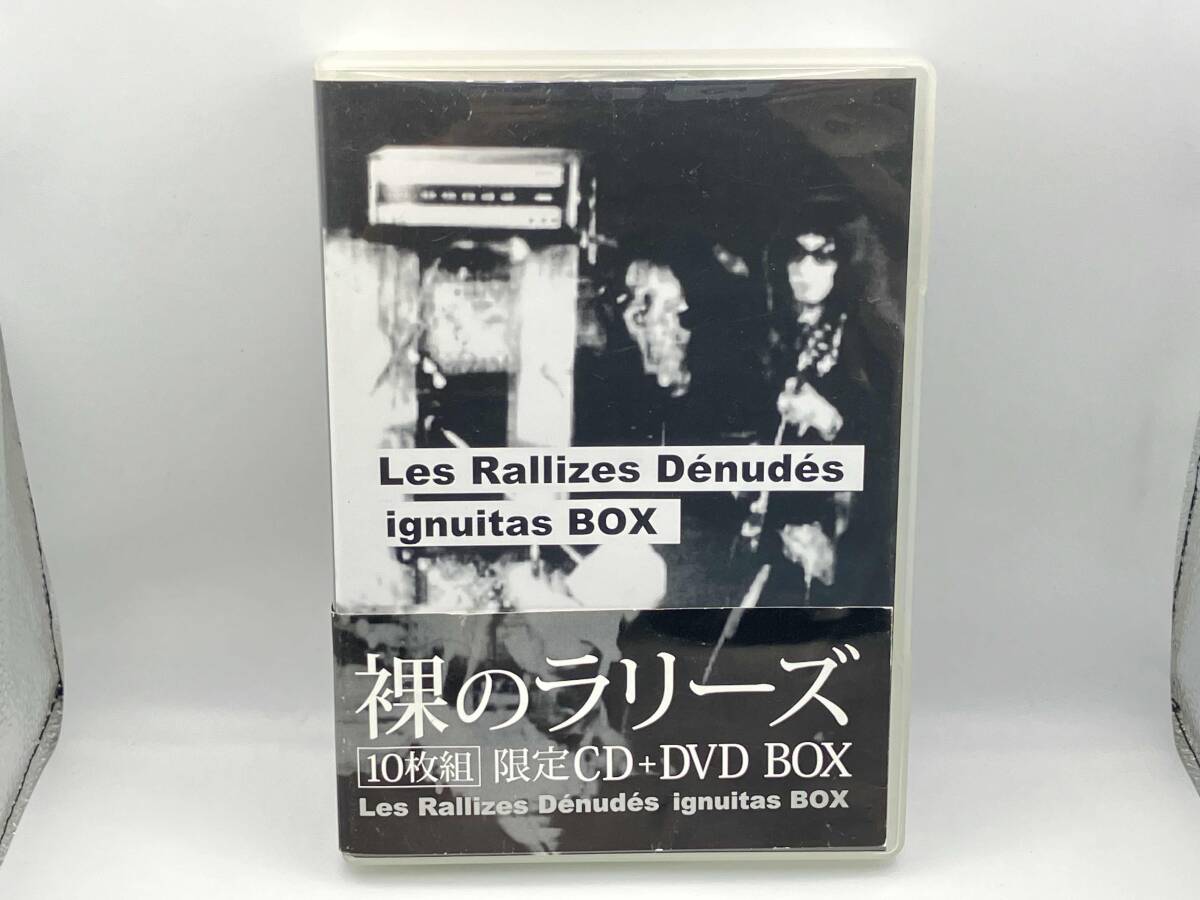 Les Rallizes Dénudés
ignuitas BOX
裸のラリーズ
10枚組 限定CD+DVD BOX
Les Rallizes Dénudés ignuitas BOX